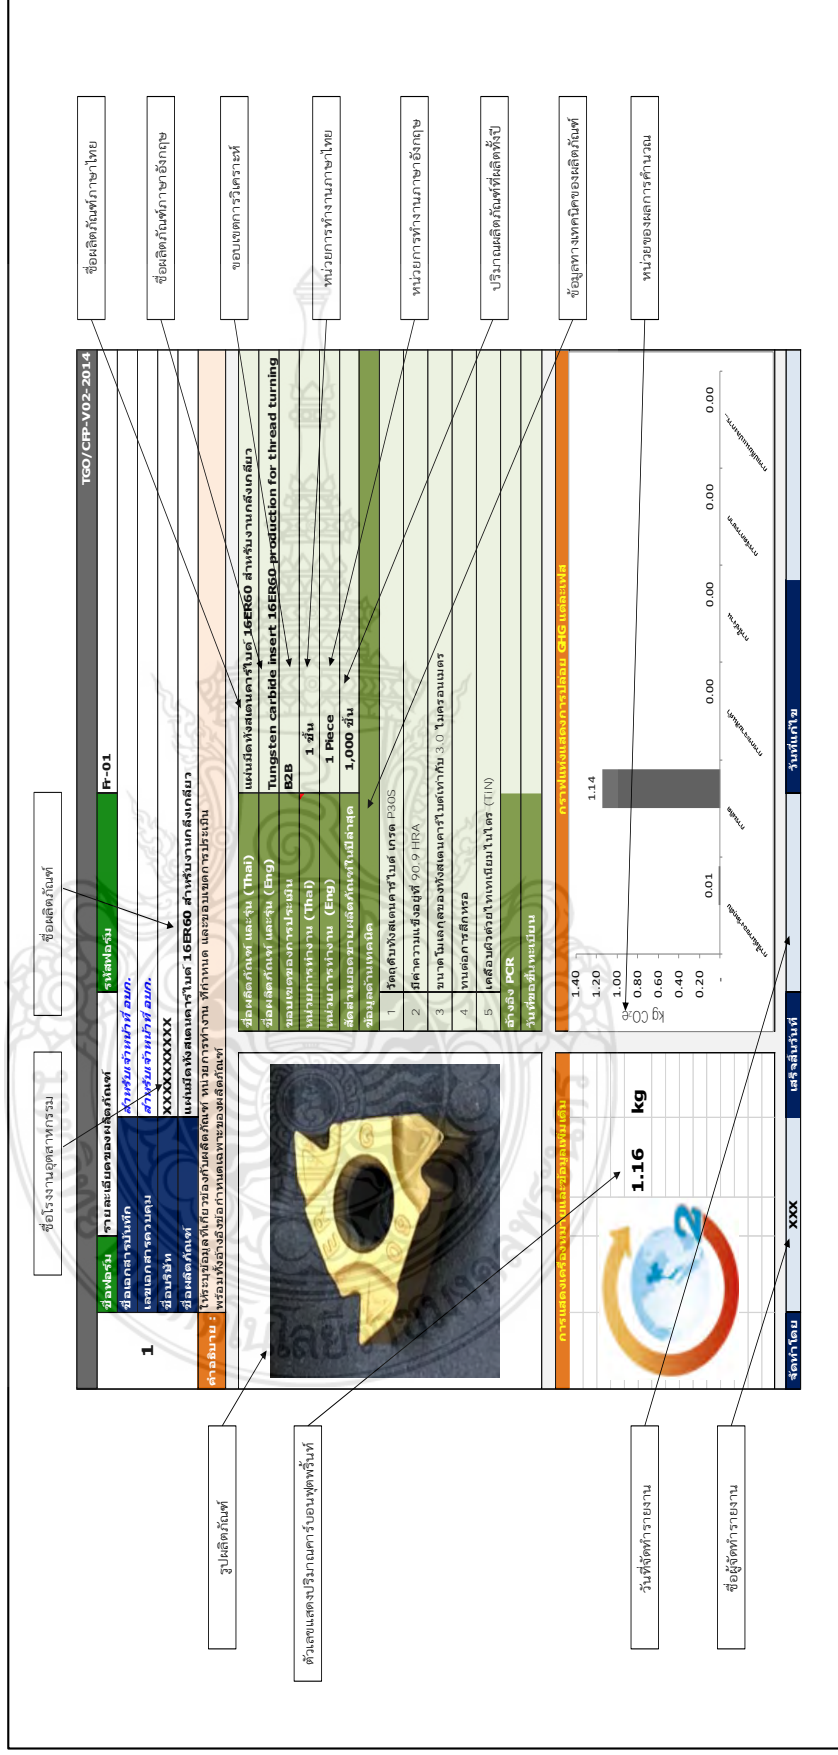 ชื่อโรงงานอุตสาหกรรม
ชื่อผลิตภัณฑ์
ชื่อผลิตภัณฑ์ภาษาไทย
ชื่อผลิตภัณฑ์ภาษาอังกฤษ
ขอบเขตการวิเคราะห์
หน่วยการทำงานภาษาไทย
หน่วยการทำงานภาษาอังกฤษ
ปริมาณผลิตภัณฑ์ที่ผลิตทั้งปี
ข้อมูลทางเทคนิคของผลิตภัณฑ์
หน่วยของผลการคำนวณ
TGO/CFP-V02-2014
1
ชื่อฟอร์ม รายละเอียดของผลิตภัณฑ์ รหัสฟอร์ม Fr-01
ชื่อเอกสารบันทึก สำหรับเจ้าหน้าที่ อบก.
เลขเอกสารควบคุม สำหรับเจ้าหน้าที่ อบก.
ชื่อบริษัท XXXXXXXXXXX
ชื่อผลิตภัณฑ์ แผ่นมีดทังสเตนคาร์ไบด์ 16ER60 สำหรับงานกลึงเกลียว
คำอธิบาย : ให้ระบุข้อมูลที่เกี่ยวข้องกับผลิตภัณฑ์ หน่วยการทำงาน ที่กำหนด และขอบเขตการประเมิน
พร้อมทั้งอ้างอิงข้อกำหนดเฉพาะของผลิตภัณฑ์
ชื่อผลิตภัณฑ์ และรุ่น (Thai) แผ่นมีดทังสเตนคาร์ไบด์ 16ER60 สำหรับงานกลึงเกลียว
ชื่อผลิตภัณฑ์ และรุ่น (Eng) Tungsten carbide insert 16ER60 production for thread turning
ขอบเขตของการประเมิน B2B
หน่วยการทำงาน (Thai) 1 ชิ้น
หน่วยการทำงาน (Eng) 1 Piece
สัดส่วนยอดขายผลิตภัณฑ์ในปีล่าสุด 1,000 ชิ้น
ข้อมูลด้านเทคนิค
1 วัตถุดิบทังสเตนคาร์ไบด์ เกรด P30S
2 มีค่าความแข็งอยู่ที่ 90.9 HRA
3 ขนาดโมเลกุลของทังสเตนคาร์ไบด์เท่ากับ 3.0 ไมครอนเมตร
4 ทนต่อการสึกหรอ
5 เคลือบผิวด้วยไทเทเนียมไนไตร (TiN)
อ้างอิง PCR
วันที่ขอขึ้นทะเบียน
การแสดงเครื่องหมายและข้อมูลเพิ่มเติม
1.16 kg
2
กราฟแท่งแสดงการปล่อย GHG แต่ละเฟส
kg CO₂e
1.40
1.20
1.00
0.80
0.60
0.40
0.20
-
0.01
1.14
0.00
0.00
0.00
0.00
จัดทำโดย XXX เสร็จสิ้นวันที่ วันที่แก้ไข
รูปผลิตภัณฑ์
ตัวเลขแสดงปริมาณคาร์บอนฟุตพริ้นท์
วันที่จัดทำรายงาน
ชื่อผู้จัดทำรายงาน